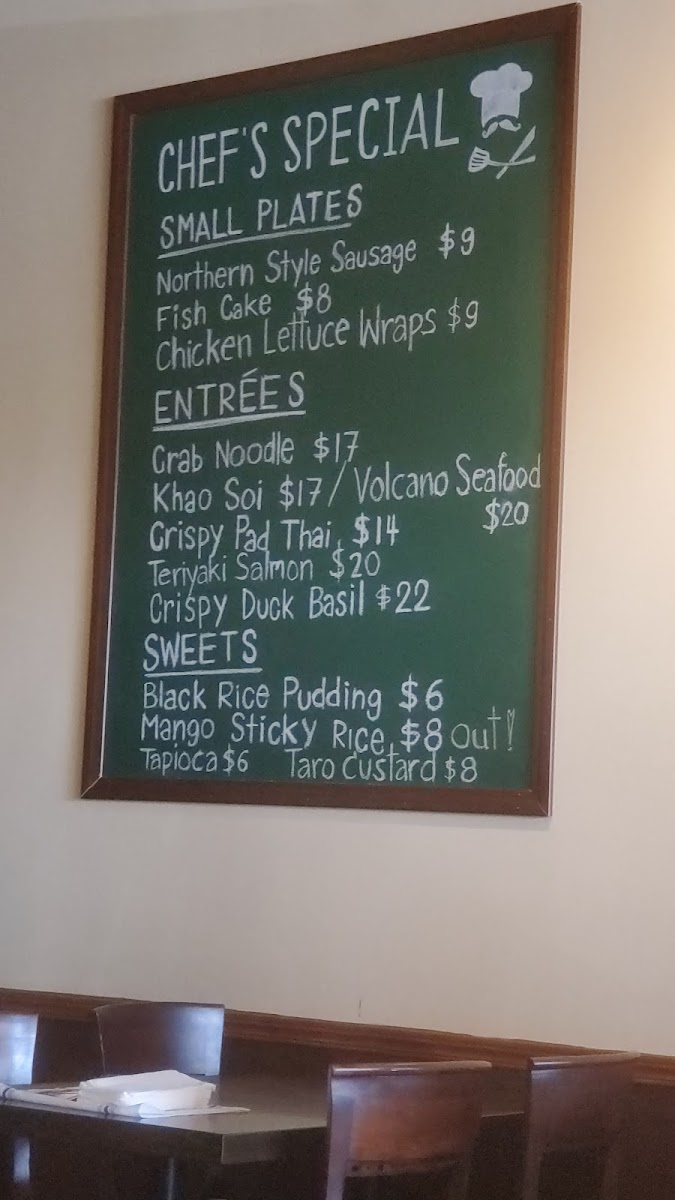 CHEF'S SPECIAL
SMALL PLATES
Northern Style Sausage $9
Fish Cake $8
Chicken Lettuce Wraps $9
ENTRÉES
Crab Noodle $17
Khao Soi $17 / Volcano Seafood
$20
Crispy Pad Thai $14
Teriyaki Salmon $20
Crispy Duck Basil $22
SWEETS
Black Rice Pudding $6
Mango Sticky Rice $8 out!
Tapioca $6 Taro Custard $8